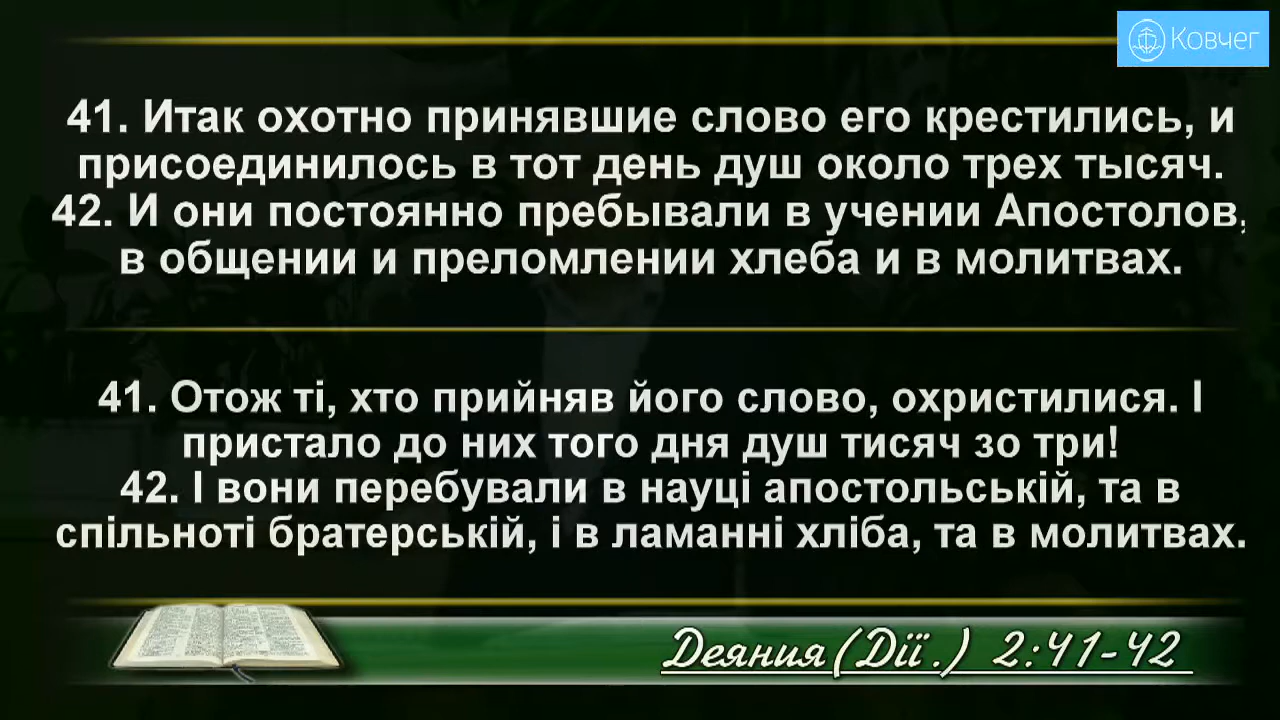 Ковчег
41. Итак охотно принявшие слово его крестились, и
присоединилось в тот день душ около трех тысяч.
42. И они постоянно пребывали в учении Апостолов,
в общении и преломлении хлеба и в молитвах.
41. Отож ті, хто прийняв його слово, охристилися. І
пристало до них того дня душ тисяч зо три!
42. І вони перебували в науці апостольській, та в
спільноті братерській, і в ламанні хліба, та в молитвах.
Деяния(Дії.) 2:41-42